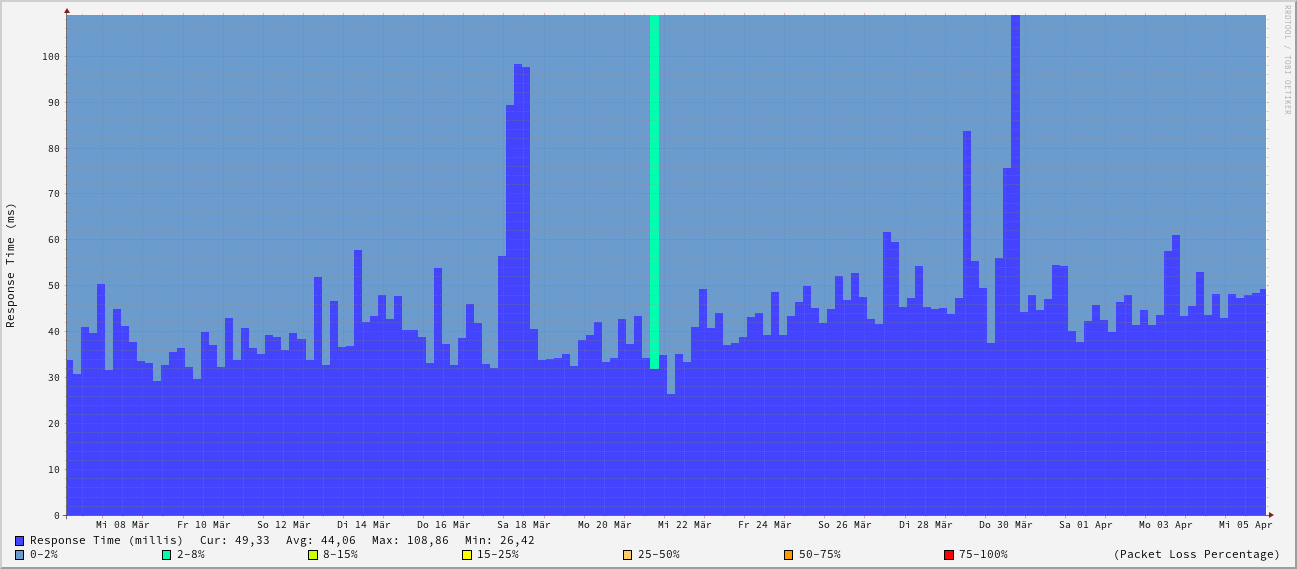 RRDTOOL / TOBI OETIKER
Response Time (ms)
100
90
80
70
60
50
40
30
20
10
0
Mi 08 Mär Fr 10 Mär So 12 Mär Di 14 Mär Do 16 Mär Sa 18 Mär Mo 20 Mär Mi 22 Mär Fr 24 Mär So 26 Mär Di 28 Mär Do 30 Mär Sa 01 Apr Mo 03 Apr Mi 05 Apr
Response Time (millis) Cur: 49,33 Avg: 44,06 Max: 108,86 Min: 26,42
0-2% 2-8% 8-15% 15-25% 25-50% 50-75% 75-100% (Packet Loss Percentage)